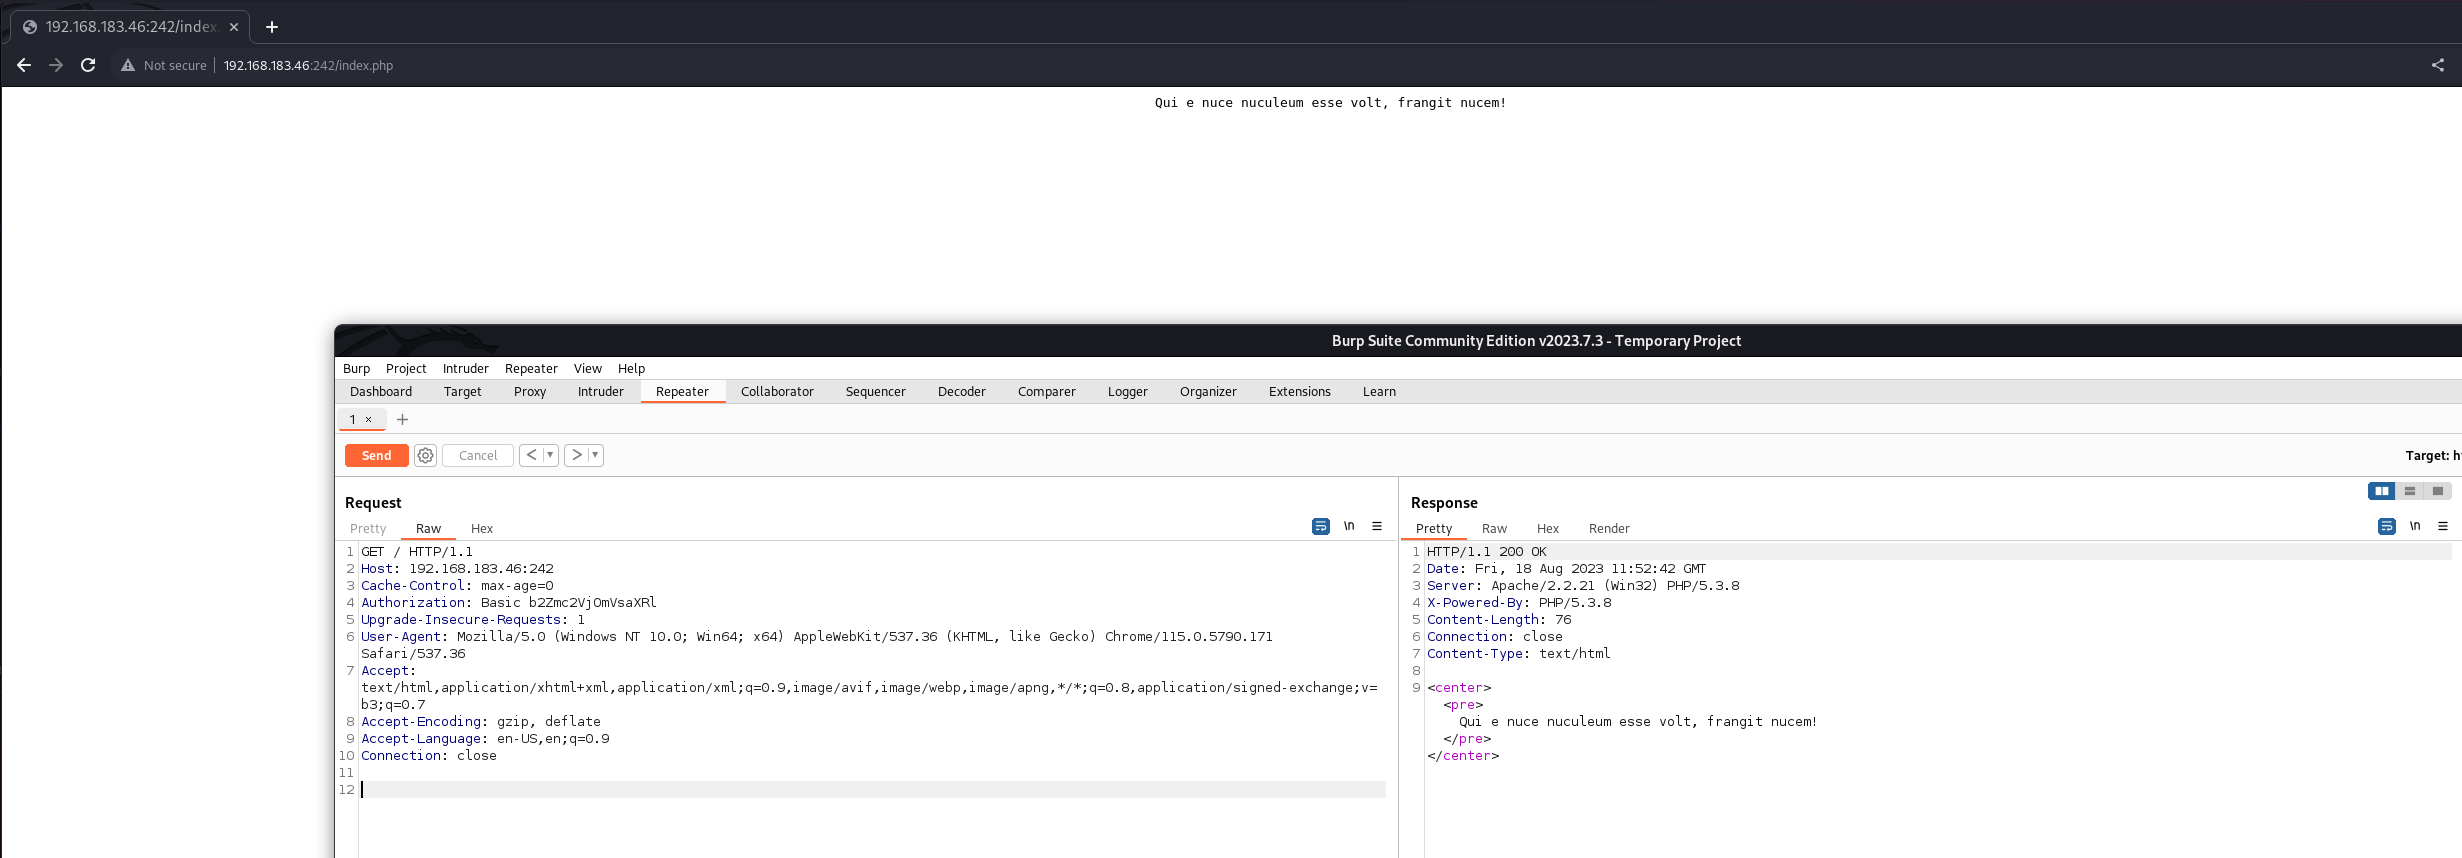 192.168.183.46:242/index.
Not secure 192.168.183.46:242/index.php
Qui e nuce nuculeum esse volt, frangit nucem!
Burp Suite Community Edition v2023.7.3 - Temporary Project
Burp Project Intruder Repeater View Help
Dashboard Target Proxy Intruder Repeater Collaborator Sequencer Decoder Comparer Logger Organizer Extensions Learn
1 × +
Send Cancel < >
Target: h
Request
Pretty Raw Hex
\n
1 GET / HTTP/1.1
2 Host: 192.168.183.46:242
3 Cache-Control: max-age=0
4 Authorization: Basic b2Zmc2VjOmVsaXRl
5 Upgrade-Insecure-Requests: 1
6 User-Agent: Mozilla/5.0 (Windows NT 10.0; Win64; x64) AppleWebKit/537.36 (KHTML, like Gecko) Chrome/115.0.5790.171
Safari/537.36
7 Accept:
text/html,application/xhtml+xml,application/xml;q=0.9,image/avif,image/webp,image/apng,*/*;q=0.8,application/signed-exchange;v=
b3;q=0.7
8 Accept-Encoding: gzip, deflate
9 Accept-Language: en-US,en;q=0.9
10 Connection: close
11
12
Response
Pretty Raw Hex Render
\n
1 HTTP/1.1 200 OK
2 Date: Fri, 18 Aug 2023 11:52:42 GMT
3 Server: Apache/2.2.21 (Win32) PHP/5.3.8
4 X-Powered-By: PHP/5.3.8
5 Content-Length: 76
6 Connection: close
7 Content-Type: text/html
8
9 <center>
<pre>
Qui e nuce nuculeum esse volt, frangit nucem!
</pre>
</center>